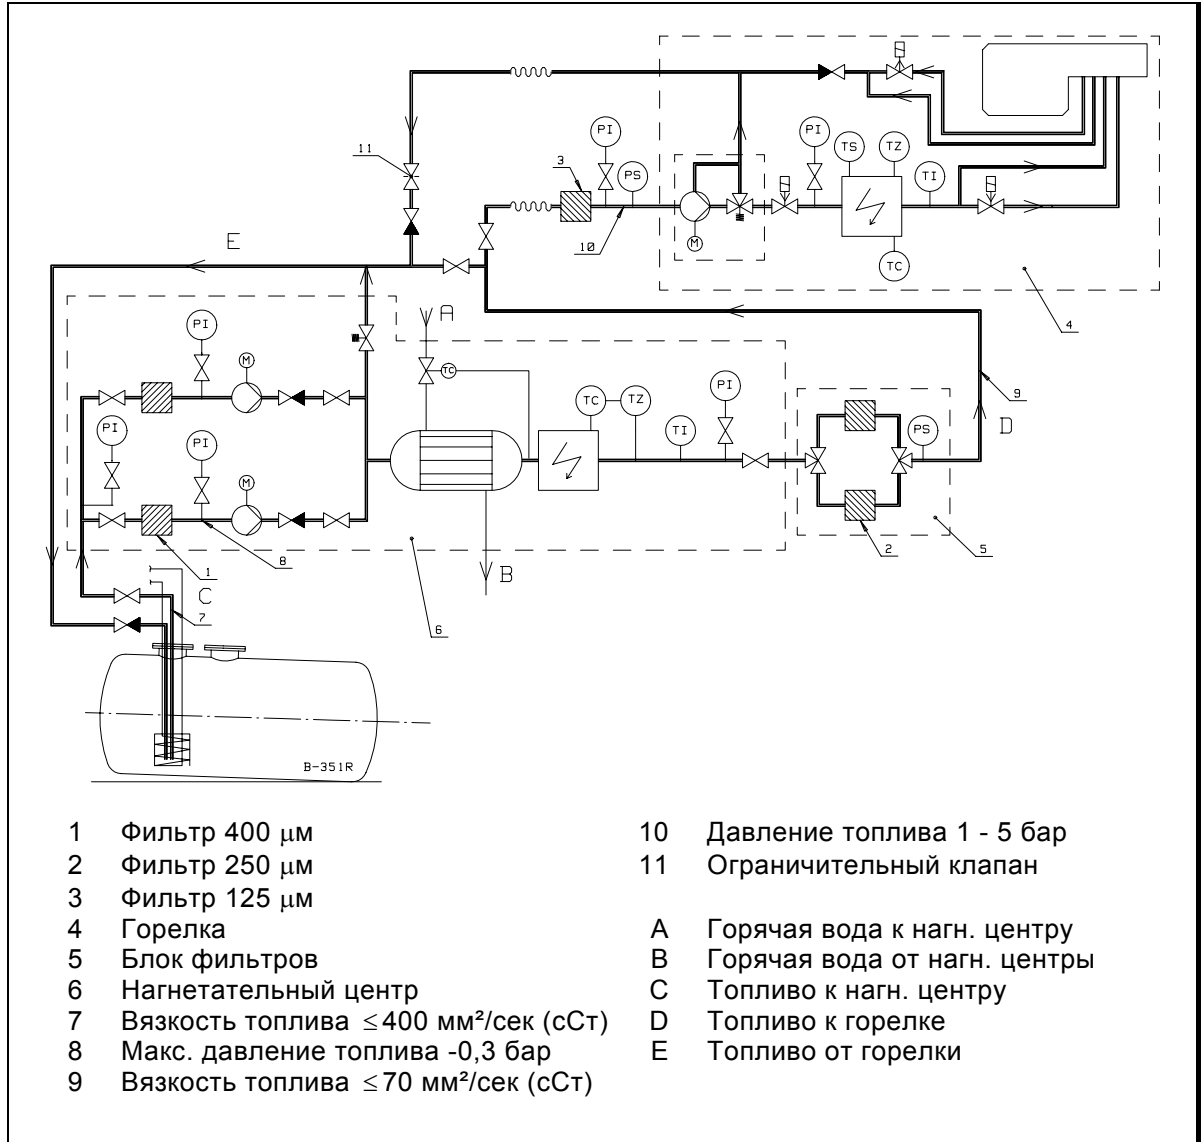 PI
PI
TS
TZ
11
3
PS
TI
10
M
E
TC
A
4
PI
M
TC
PI
TC
TZ
9
PI
PI
TI
PS
D
M
1
8
2
5
C
B
7
6
B-351R
1 Фильтр 400 μм
2 Фильтр 250 μм
3 Фильтр 125 μм
4 Горелка
5 Блок фильтров
6 Нагнетательный центр
7 Вязкость топлива ≤400 мм²/сек (сСт)
8 Макс. давление топлива -0,3 бар
9 Вязкость топлива ≤70 мм²/сек (сСт)
10 Давление топлива 1 - 5 бар
11 Ограничительный клапан
A Горячая вода к нагн. центру
B Горячая вода от нагн. центры
C Топливо к нагн. центру
D Топливо к горелке
E Топливо от горелки